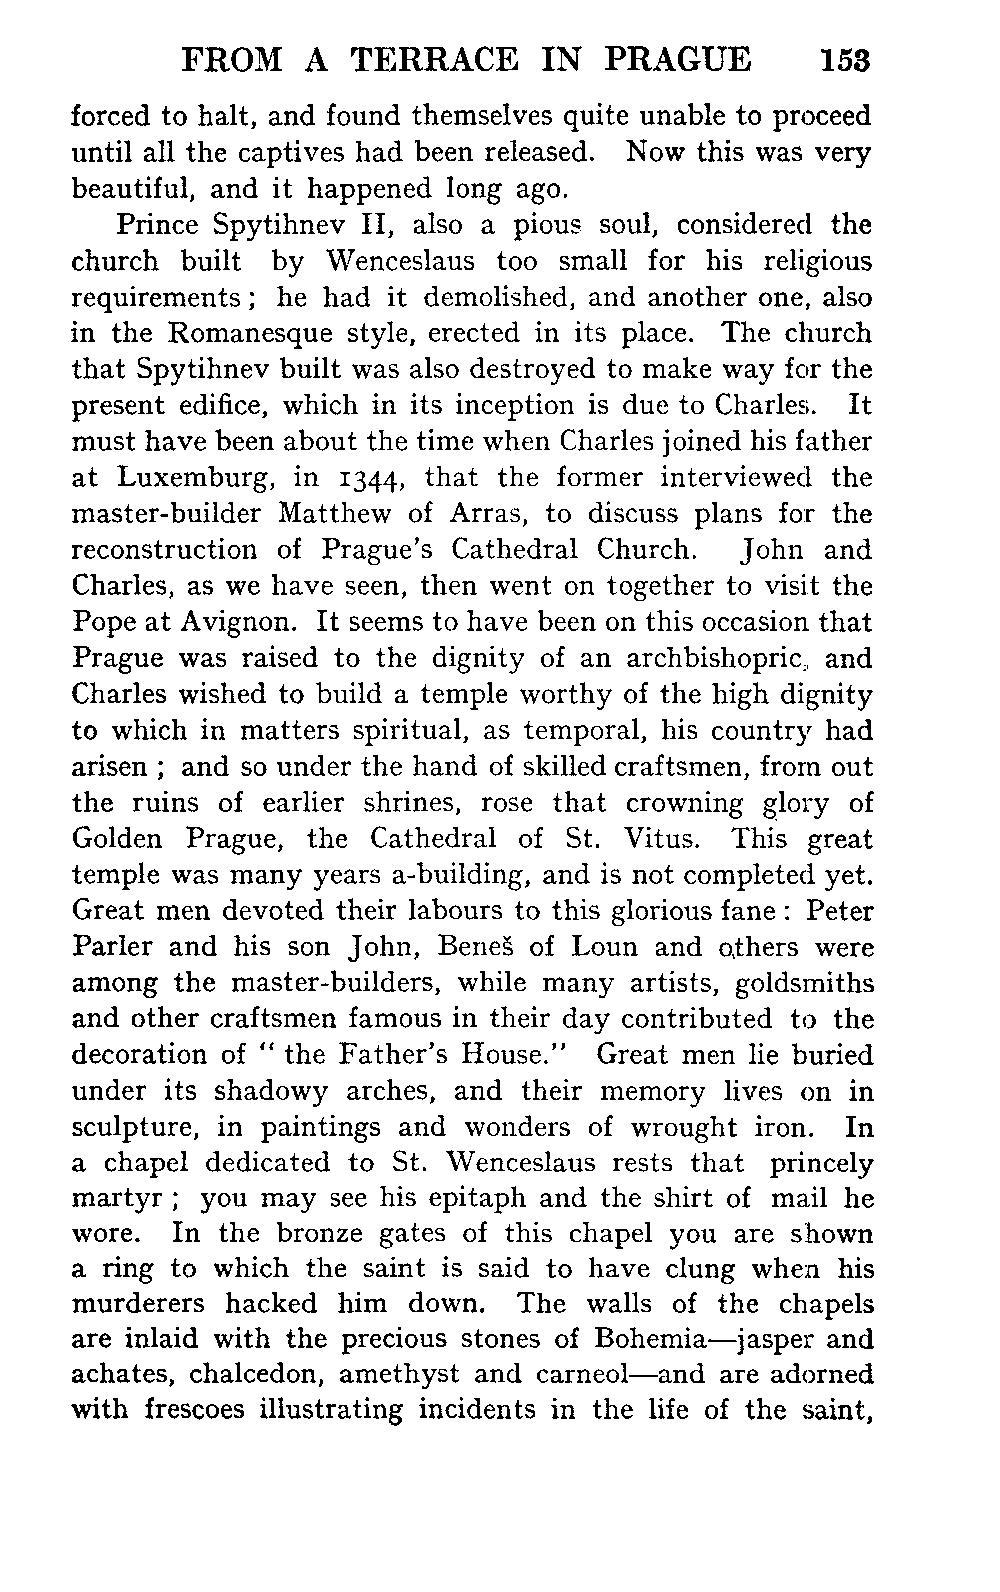 FROM A TERRACE IN PRAGUE 153
forced to halt, and found themselves quite unable to proceed
until all the captives had been released. Now this was very
beautiful, and it happened long ago.
Prince Spytihnev II, also a pious soul, considered the
church built by Wenceslaus too small for his religious
requirements ; he had it demolished, and another one, also
in the Romanesque style, erected in its place. The church
that Spytihnev built was also destroyed to make way for the
present edifice, which in its inception is due to Charles. It
must have been about the time when Charles joined his father
at Luxemburg, in 1344, that the former interviewed the
master-builder Matthew of Arras, to discuss plans for the
reconstruction of Prague's Cathedral Church. John and
Charles, as we have seen, then went on together to visit the
Pope at Avignon. It seems to have been on this occasion that
Prague was raised to the dignity of an archbishopric, and
Charles wished to build a temple worthy of the high dignity
to which in matters spiritual, as temporal, his country had
arisen ; and so under the hand of skilled craftsmen, from out
the ruins of earlier shrines, rose that crowning glory of
Golden Prague, the Cathedral of St. Vitus. This great
temple was many years a-building, and is not completed yet.
Great men devoted their labours to this glorious fane : Peter
Parler and his son John, Beneš of Loun and others were
among the master-builders, while many artists, goldsmiths
and other craftsmen famous in their day contributed to the
decoration of " the Father's House." Great men lie buried
under its shadowy arches, and their memory lives on in
sculpture, in paintings and wonders of wrought iron. In
a chapel dedicated to St. Wenceslaus rests that princely
martyr ; you may see his epitaph and the shirt of mail he
wore. In the bronze gates of this chapel you are shown
a ring to which the saint is said to have clung when his
murderers hacked him down. The walls of the chapels
are inlaid with the precious stones of Bohemia—jasper and
achates, chalcedon, amethyst and carneol—and are adorned
with frescoes illustrating incidents in the life of the saint,